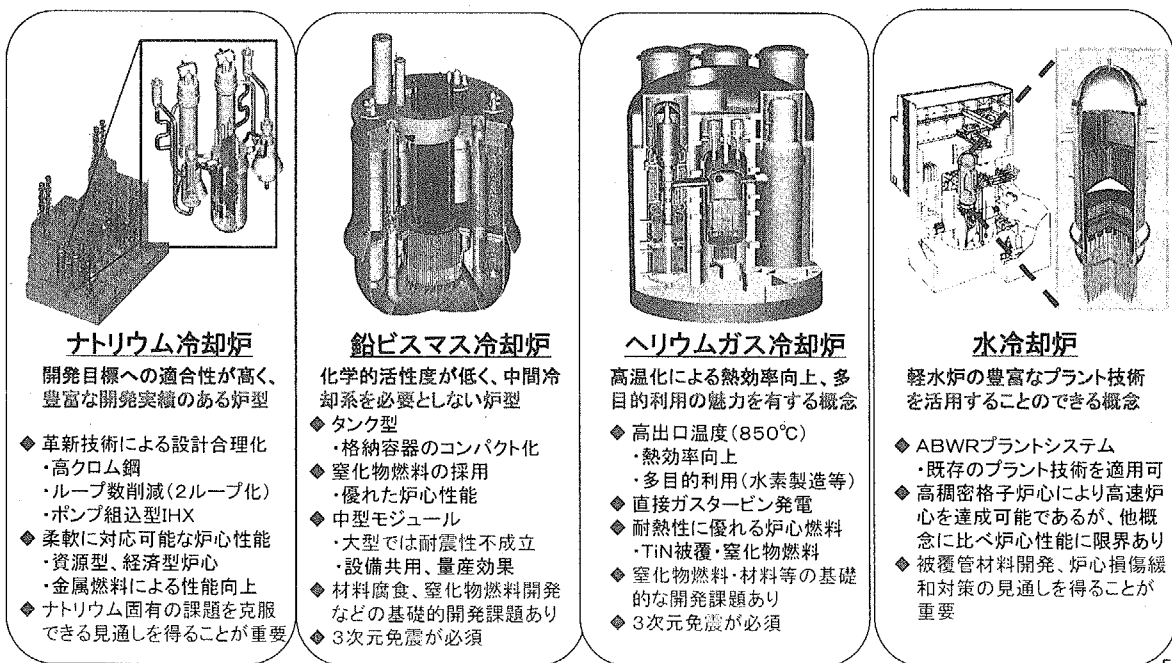 ナトリウム冷却炉
開発目標への適合性が高く、
豊富な開発実績のある炉型
◆ 革新技術による設計合理化
・高クロム鋼
・ループ数削減(2ループ化)
・ポンプ組込型IHX
◆ 柔軟に対応可能な炉心性能
・資源型、経済型炉心
・金属燃料による性能向上
◆ ナトリウム固有の課題を克服
できる見通しを得ることが重要
鉛ビスマス冷却炉
化学的活性度が低く、中間冷
却系を必要としない炉型
◆ タンク型
・格納容器のコンパクト化
◆ 窒化物燃料の採用
・優れた炉心性能
◆ 中型モジュール
・大型では耐震性不成立
・設備共用、量産効果
◆ 材料腐食、窒化物燃料開発
などの基礎的開発課題あり
◆ 3次元免震が必須
ヘリウムガス冷却炉
高温化による熱効率向上、多
目的利用の魅力を有する概念
◆ 高出口温度(850℃)
・熱効率向上
・多目的利用(水素製造等)
◆ 直接ガスタービン発電
◆ 耐熱性に優れる炉心燃料
・TiN被覆・窒化物燃料
◆ 窒化物燃料・材料等の基礎
的な開発課題あり
◆ 3次元免震が必須
水冷却炉
軽水炉の豊富なプラント技術
を活用することのできる概念
◆ ABWRプラントシステム
・既存のプラント技術を適用可
◆ 高稠密格子炉心により高速炉
心を達成可能であるが、他概
念に比べ炉心性能に限界あり
◆ 被覆管材料開発、炉心損傷緩
和対策の見通しを得ることが
重要